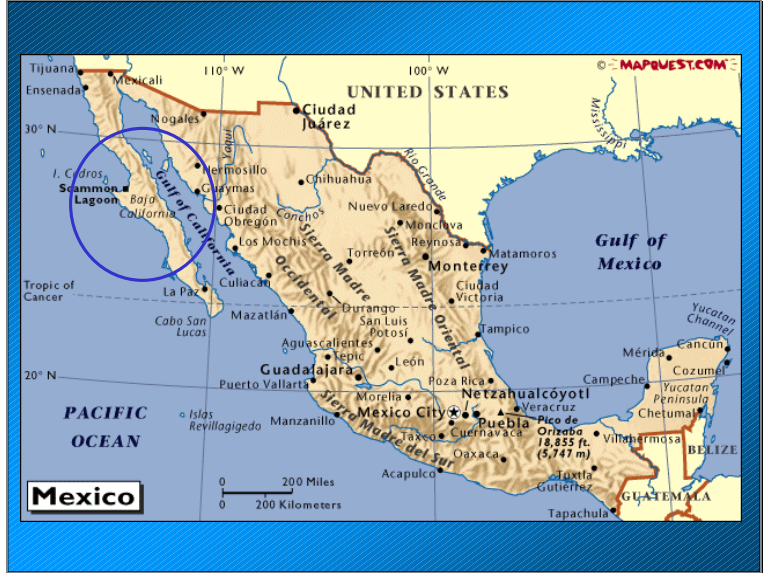 © MAPQUEST.COM
Tijuana
Mexicali
Ensenada
110° W
100° W
UNITED STATES
Nogales
Ciudad
Juárez
Mississippi
30° N
Yaqui
Rio Grande
Hermosillo
I. Cedros
Scammon
Lagoon
Guaymas
Chihuahua
Baja
California
Gulf of California
Ciudad
Obregón
Conchos
Nuevo Laredo
Monclova
Los Mochis
Sierra Madre
Occidental
Torreón
Sierra Madre Oriental
Reynosa
Matamoros
Monterrey
Gulf of
Mexico
Tropic of
Cancer
La Paz
Culiacán
Ciudad
Victoria
Durango
Cabo San
Lucas
Mazatlán
San Luis
Potosí
Tampico
Yucatan
Channel
Aguascalientes
Tepic
León
Mérida
Cancún
Cozumel
20° N
Guadalajara
Puerto Vallarta
Poza Rica
Campeche
Yucatan
Peninsula
Morelia
Netzahualcóyotl
Chetumal
PACIFIC
OCEAN
Islas
Revillagigedo
Manzanillo
Mexico City
Veracruz
Puebla
Pico de
Orizaba
18,855 ft.
(5,747 m)
Sierra Madre del Sur
Taxco
Cuernavaca
Villahermosa
BELIZE
Oaxaca
Acapulco
Tuxtla
Gutiérrez
GUATEMALA
Tapachula
Mexico
0
200 Miles
0
200 Kilometers